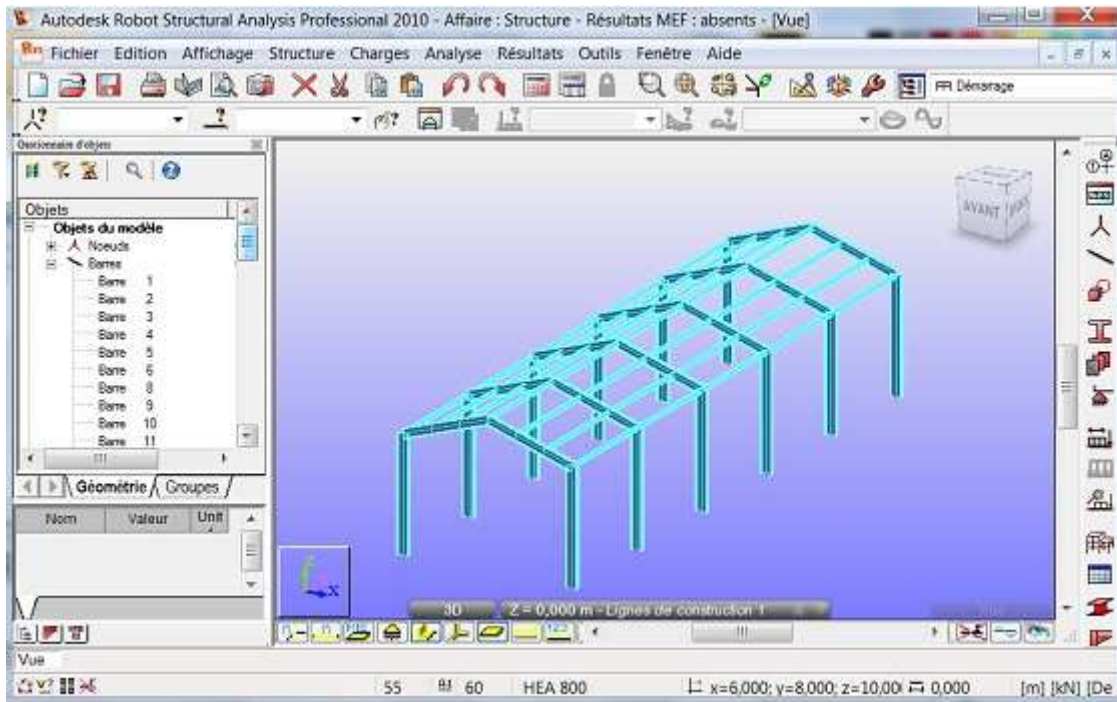 Autodesk Robot Structural Analysis Professional 2010 - Affaire : Structure - Résultats MEF : absents - [Vue]
Fichier Edition Affichage Structure Charges Analyse Résultats Outils Fenêtre Aide
Démarrage
Gestionnaire d'objets
Objets
Objets du modèle
Noeuds
Barres
Barre 1
Barre 2
Barre 3
Barre 4
Barre 5
Barre 6
Barre 8
Barre 9
Barre 10
Barre 11
Géométrie Groupes
Nom Valeur Unit
AVANT
X
3D Z = 0,000 m - Lignes de construction 1
Vue
55 60 HEA 800 x=6,000; y=8,000; z=10,00 0,000 [m] [kN] [De